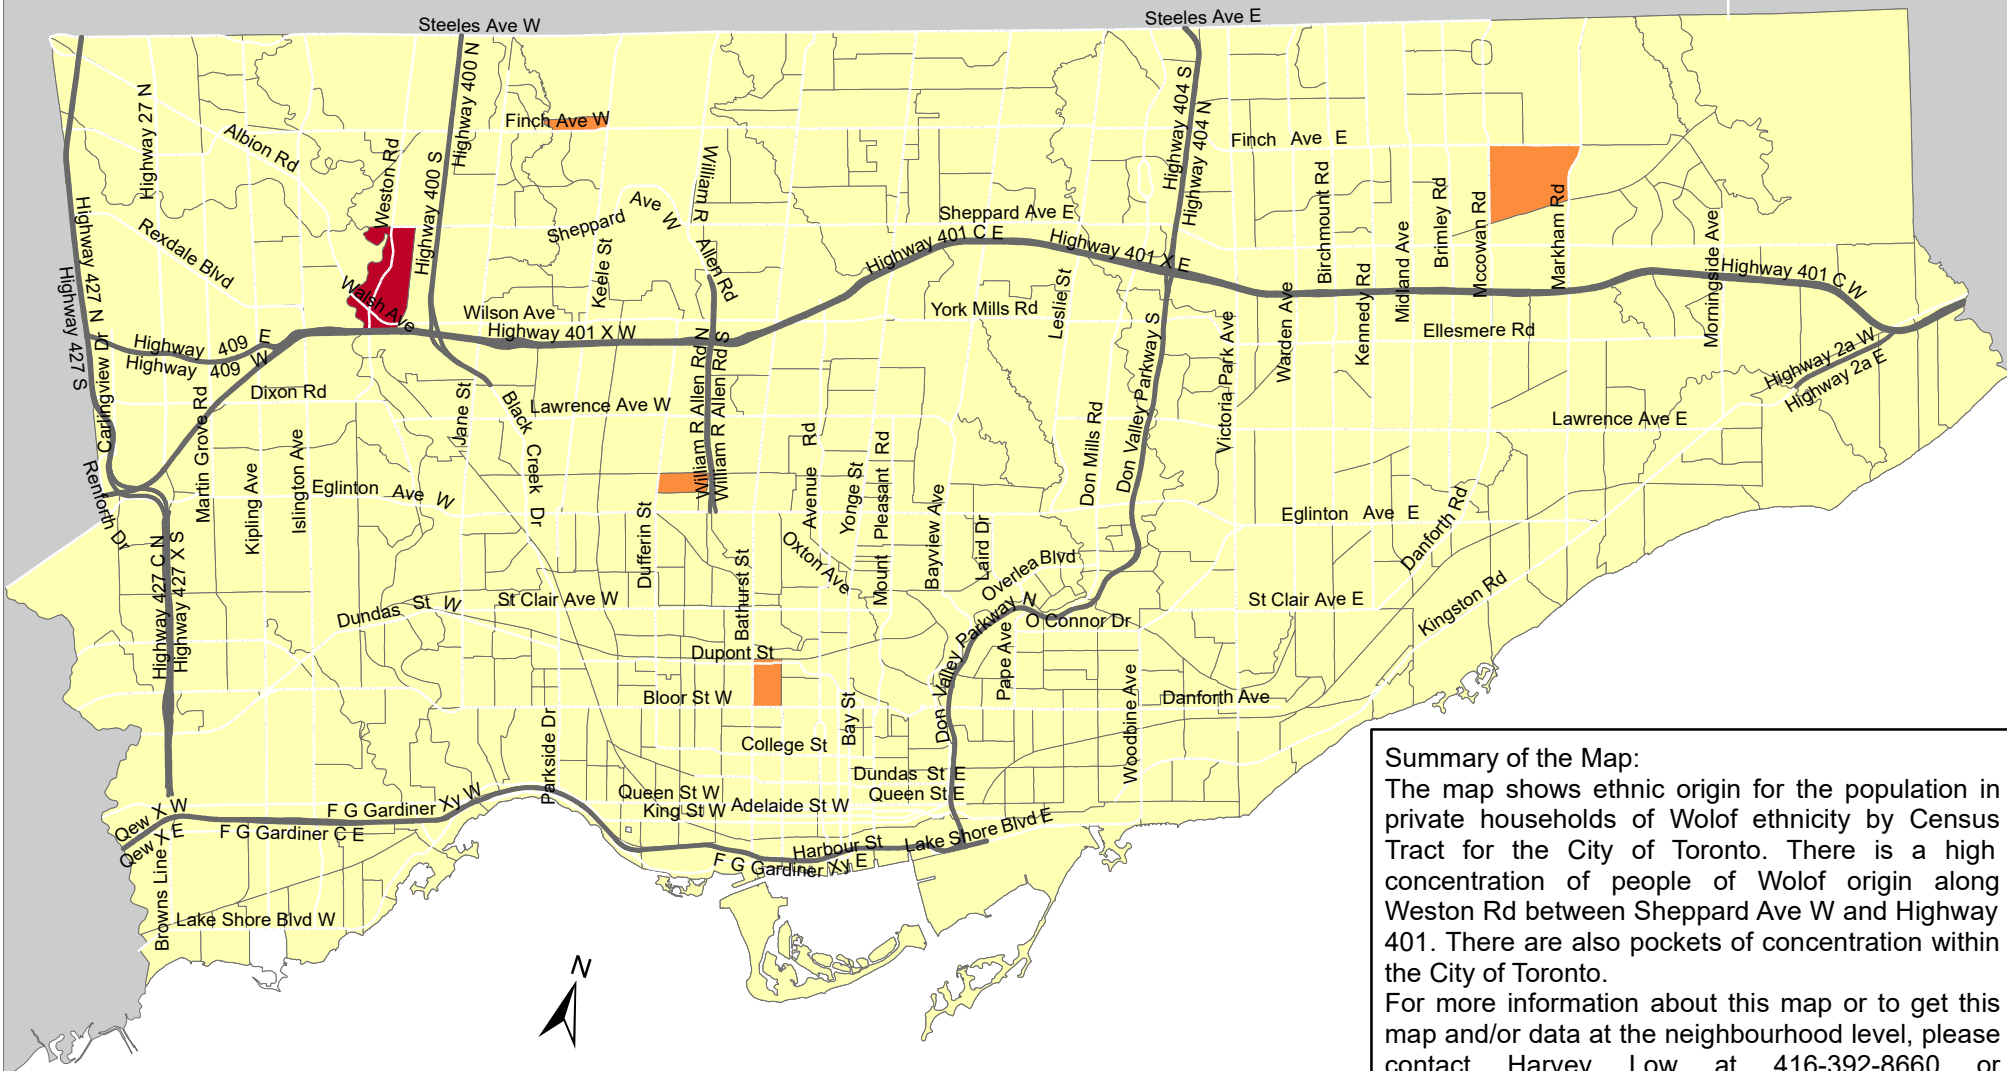 Steeles Ave W
Steeles Ave E
Highway 27 N
Albion Rd
Weston Rd
Highway 400 N
Highway 400 S
Finch Ave W
William R
Allen Rd
Highway 404 S
Highway 404 N
Finch Ave E
Birchmount Rd
Brimley Rd
Mccowan Rd
Markham Rd
Midland Ave
Kennedy Rd
Warden Ave
Morningside Ave
Highway 427 N
Highway 427 S
Rexdale Blvd
Walsh Ave
Sheppard Ave W
Keele St
Sheppard Ave E
Highway 401 C E
Highway 401 X E
Highway 401 C W
Wilson Ave
Highway 401 X W
York Mills Rd
Leslie St
Ellesmere Rd
Highway 2a W
Highway 2a E
Highway 409 E
Highway 409 W
Carlingview Dr
Dixon Rd
Martin Grove Rd
Jane St
Black Creek Dr
Lawrence Ave W
William R Allen Rd N
William R Allen Rd S
Avenue Rd
Yonge St
Mount Pleasant Rd
Don Mills Rd
Don Valley Parkway S
Victoria Park Ave
Lawrence Ave E
Renforth Dr
Kipling Ave
Islington Ave
Eglinton Ave W
Dufferin St
Bathurst St
Oxton Ave
Bayview Ave
Laird Dr
Overlea Blvd
Eglinton Ave E
Danforth Rd
Highway 427 C N
Highway 427 X S
Dundas St W
St Clair Ave W
Don Valley Parkway N
O Connor Dr
St Clair Ave E
Kingston Rd
Dupont St
Pape Ave
Woodbine Ave
Bloor St W
Bay St
Danforth Ave
Parkside Dr
College St
Dundas St E
Queen St E
Queen St W
King St W
Adelaide St W
Qew X W
Qew X E
F G Gardiner Xy W
F G Gardiner C E
Harbour St
Lake Shore Blvd E
F G Gardiner Xy E
Browns Line
Lake Shore Blvd W
N
Summary of the Map:
The map shows ethnic origin for the population in
private households of Wolof ethnicity by Census
Tract for the City of Toronto. There is a high
concentration of people of Wolof origin along
Weston Rd between Sheppard Ave W and Highway
401. There are also pockets of concentration within
the City of Toronto.
For more information about this map or to get this
map and/or data at the neighbourhood level, please
contact Harvey Low at 416-392-8660 or